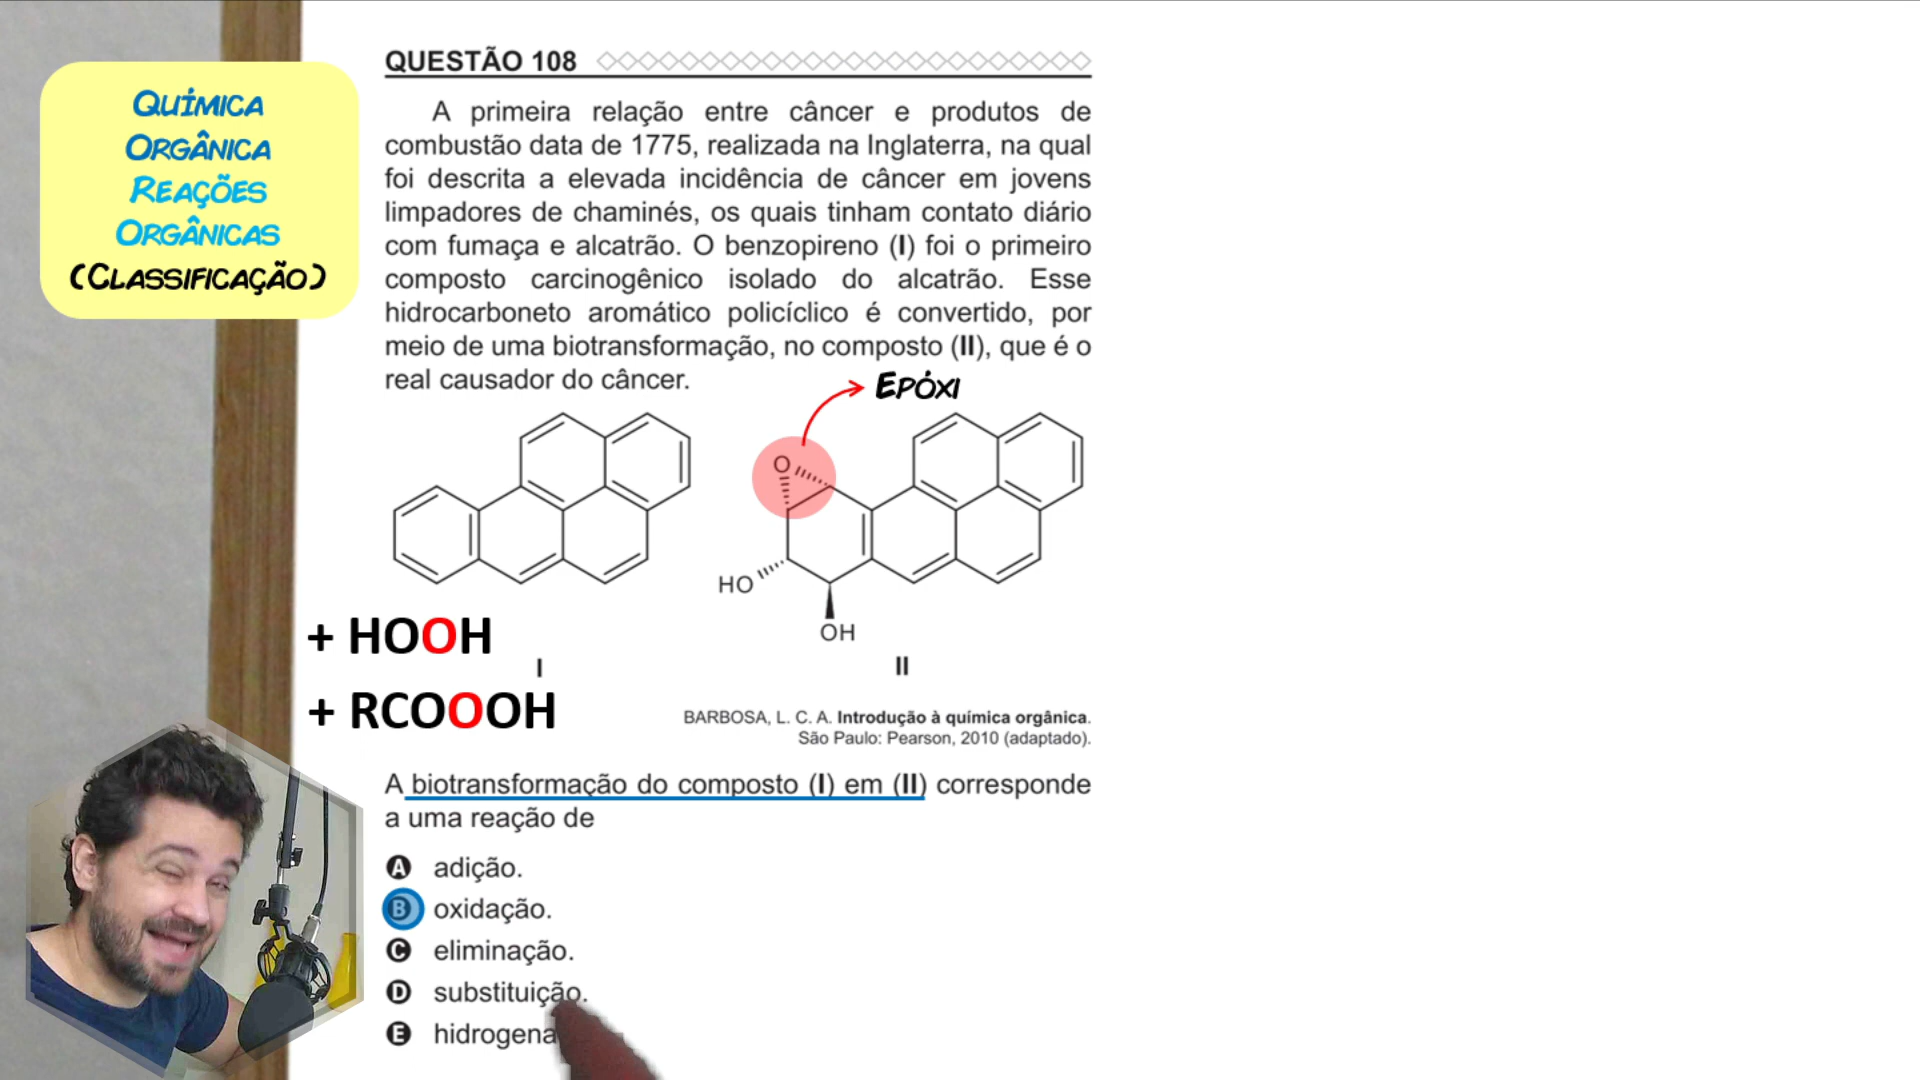 QUÍMICA
ORGÂNICA
REAÇÕES
ORGÂNICAS
(CLASSIFICAÇÃO)
QUESTÃO 108
A primeira relação entre câncer e produtos de
combustão data de 1775, realizada na Inglaterra, na qual
foi descrita a elevada incidência de câncer em jovens
limpadores de chaminés, os quais tinham contato diário
com fumaça e alcatrão. O benzopireno (I) foi o primeiro
composto carcinogênico isolado do alcatrão. Esse
hidrocarboneto aromático policíclico é convertido, por
meio de uma biotransformação, no composto (II), que é o
real causador do câncer.
EPÓXI
O
HO
OH
+ HOOH
I
II
+ RCOOOH
BARBOSA, L. C. A. Introdução à química orgânica.
São Paulo: Pearson, 2010 (adaptado).
A biotransformação do composto (I) em (II) corresponde
a uma reação de
A adição.
B oxidação.
C eliminação.
D substituição.
E hidrogena